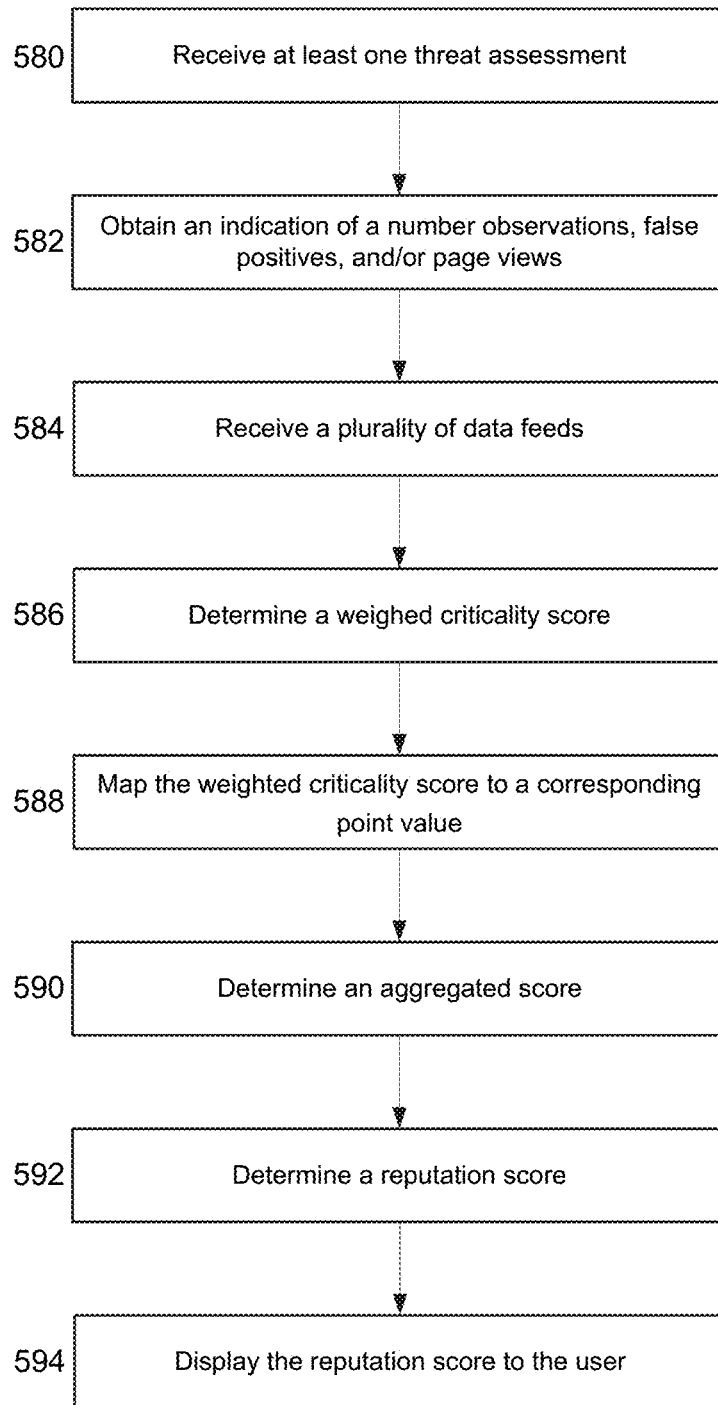 580 Receive at least one threat assessment
582 Obtain an indication of a number observations, false
positives, and/or page views
584 Receive a plurality of data feeds
586 Determine a weighed criticality score
588 Map the weighted criticality score to a corresponding
point value
590 Determine an aggregated score
592 Determine a reputation score
594 Display the reputation score to the user